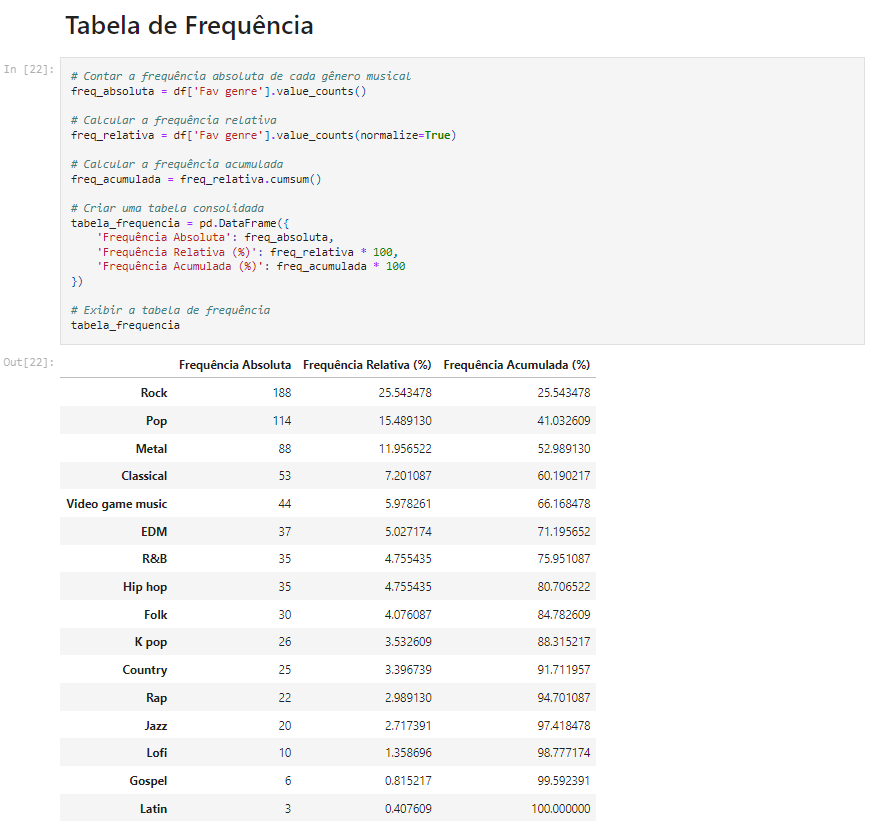 Tabela de Frequência
In [22]:
# Contar a frequência absoluta de cada gênero musical
freq_absoluta = df['Fav genre'].value_counts()
# Calcular a frequência relativa
freq_relativa = df['Fav genre'].value_counts(normalize=True)
# Calcular a frequência acumulada
freq_acumulada = freq_relativa.cumsum()
# Criar uma tabela consolidada
tabela_frequencia = pd.DataFrame({
    'Frequência Absoluta': freq_absoluta,
    'Frequência Relativa (%)': freq_relativa * 100,
    'Frequência Acumulada (%)': freq_acumulada * 100
})
# Exibir a tabela de frequência
tabela_frequencia
Out[22]:
Frequência Absoluta Frequência Relativa (%) Frequência Acumulada (%)
Rock 188 25.543478 25.543478
Pop 114 15.489130 41.032609
Metal 88 11.956522 52.989130
Classical 53 7.201087 60.190217
Video game music 44 5.978261 66.168478
EDM 37 5.027174 71.195652
R&B 35 4.755435 75.951087
Hip hop 35 4.755435 80.706522
Folk 30 4.076087 84.782609
K pop 26 3.532609 88.315217
Country 25 3.396739 91.711957
Rap 22 2.989130 94.701087
Jazz 20 2.717391 97.418478
Lofi 10 1.358696 98.777174
Gospel 6 0.815217 99.592391
Latin 3 0.407609 100.000000